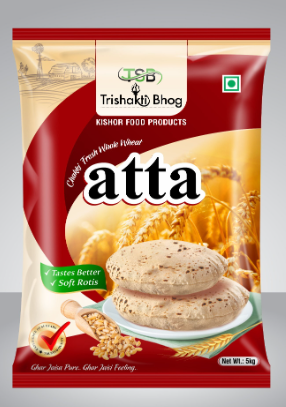 TSB
Trishakti Bhog
KISHOR FOOD PRODUCTS
Chakki Fresh Whole Wheat
atta
✓ Tastes Better
✓ Soft Rotis
Ghar Jaisa Pure.. Ghar Jaisi Feeling..
Net Wt.: 5kg